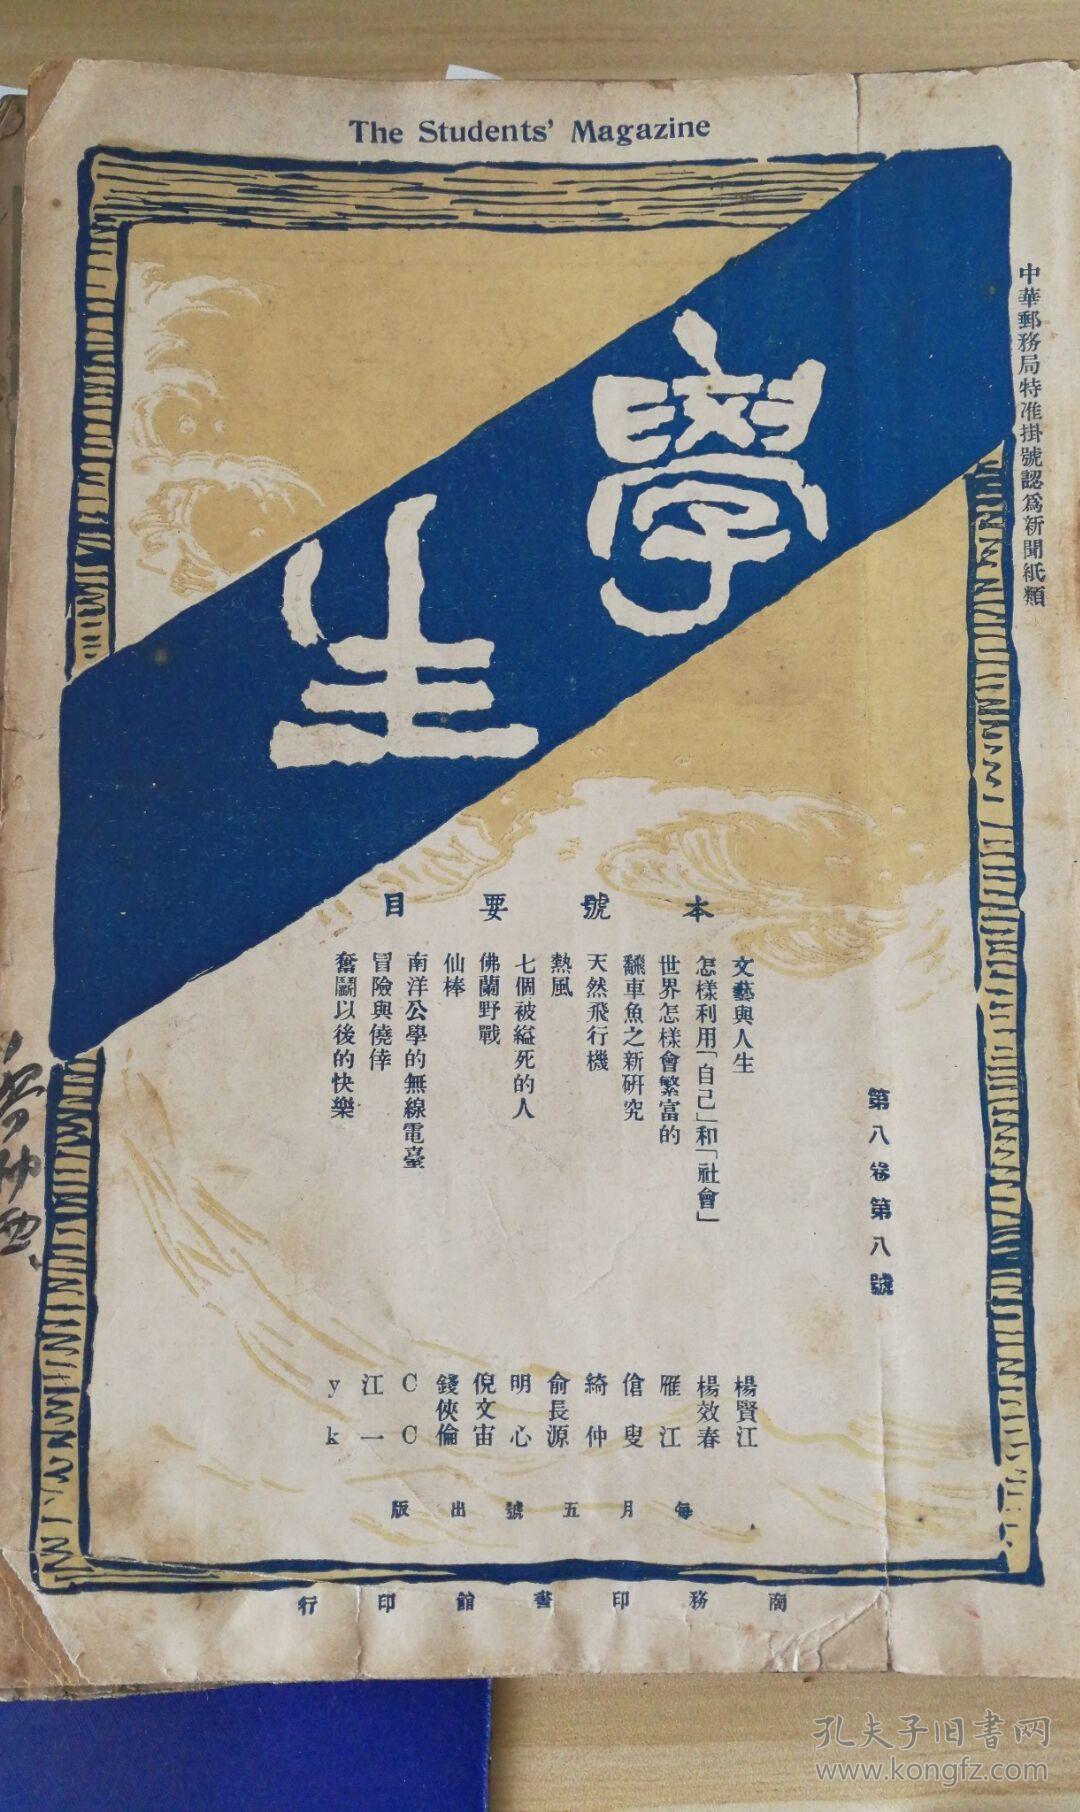 The Students' Magazine
中華郵務局特准掛號認爲新聞紙類
學生
第八卷第八號
本號要目
文藝與人生 楊賢江
怎樣利用「自己」和「社會」 楊效春
世界怎樣會繁富的 雁江
翻車魚之新研究 傖叟
天然飛行機 綺仲
熱風 俞長源
七個被縊死的人 明心
佛蘭野戰 倪文宙
仙棒 錢俠倫
南洋公學的無線電臺 CC
冒險與僥倖 江一
奮鬭以後的快樂 yk
每月五號出版
商務印書館印行
孔夫子旧書网
www.kongfz.com